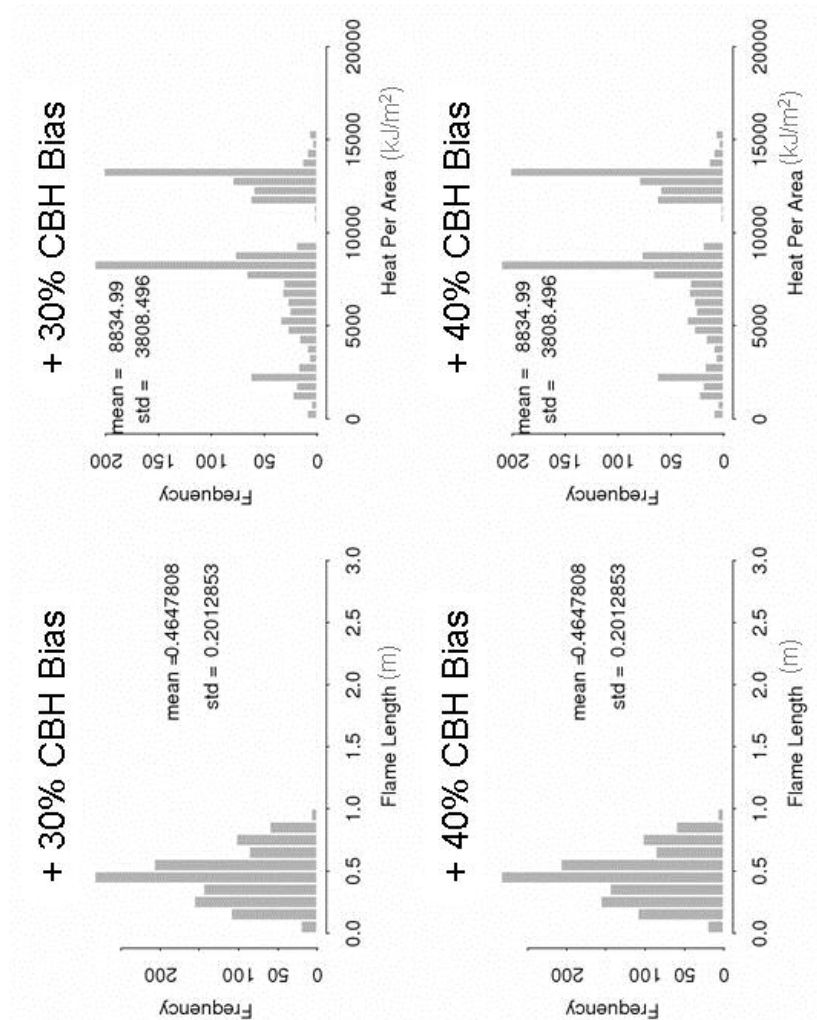 + 30% CBH Bias
mean =0.4647808
std = 0.2012853
Frequency
0 50 100 150 200
0.0 0.5 1.0 1.5 2.0 2.5 3.0
Flame Length (m)
+ 30% CBH Bias
mean = 8834.99
std = 3808.496
Frequency
0 50 100 150 200
0 5000 10000 15000 20000
Heat Per Area (kJ/m²)
+ 40% CBH Bias
mean =0.4647808
std = 0.2012853
Frequency
0 50 100 200
0.0 0.5 1.0 1.5 2.0 2.5 3.0
Flame Length (m)
+ 40% CBH Bias
mean = 8834.99
std = 3808.496
Frequency
0 50 100 150 200
0 5000 10000 15000 20000
Heat Per Area (kJ/m²)